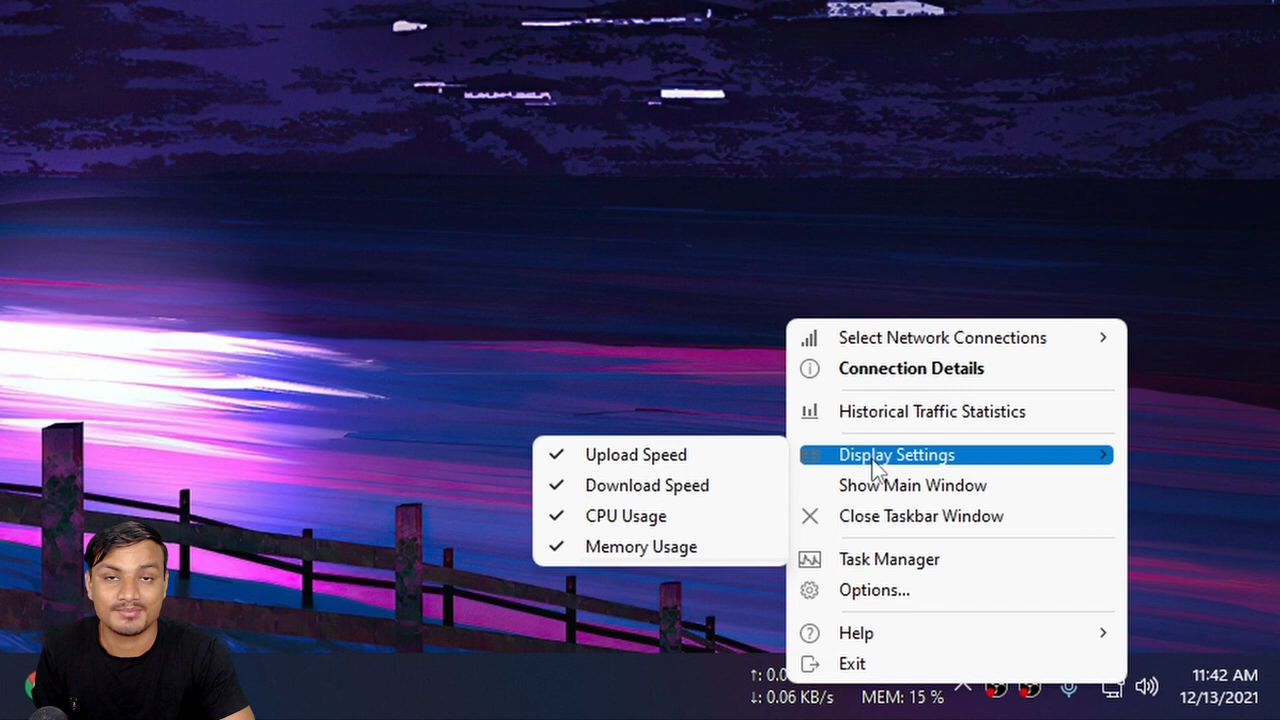 Select Network Connections
Connection Details
Historical Traffic Statistics
Display Settings
Show Main Window
Close Taskbar Window
Task Manager
Options...
Help
Exit
Upload Speed
Download Speed
CPU Usage
Memory Usage
↑: 0.0
↓: 0.06 KB/s
MEM: 15 %
11:42 AM
12/13/2021